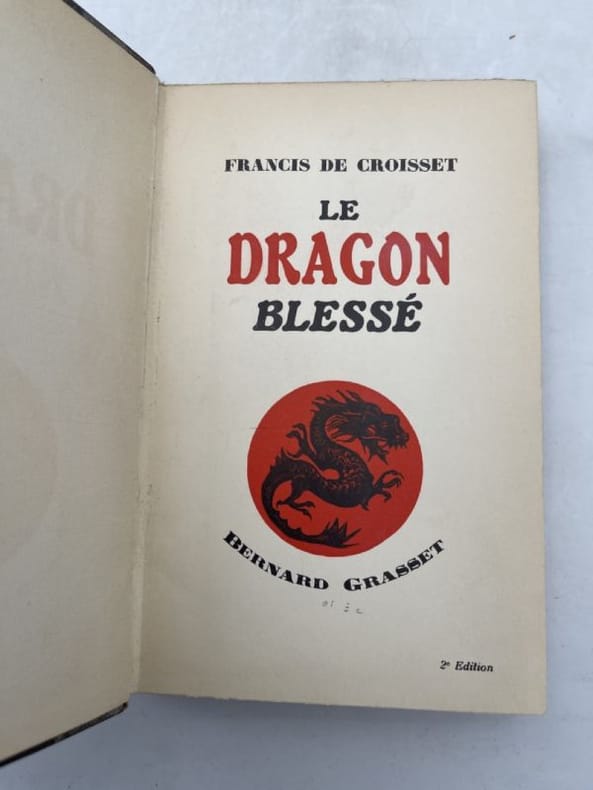 FRANCIS DE CROISSET
LE
DRAGON
BLESSÉ
BERNARD GRASSET
2e Edition